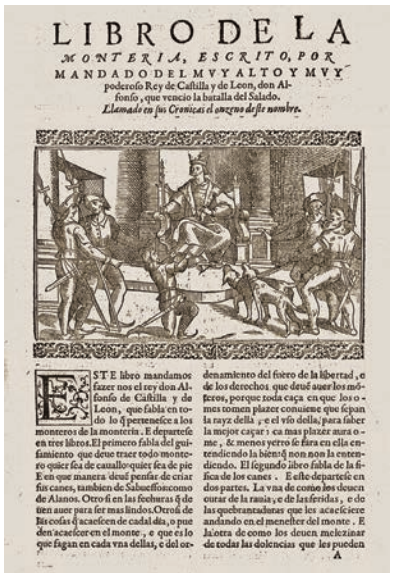 LIBRO DE LA
MONTERIA, ESCRITO, POR
MANDADO DEL MVY ALTO Y MVY
poderoso Rey de Castilla y de Leon, don Al-
fonso, que vencio la batalla del Salado.
Llamado en sus Cronicas el onzeno deste nombre.
ESTE libro mandamos
fazer nos el rey don Al-
fonso de Castilla y de
Leon, que fabla en to-
do lo q̃ pertenesce a los
monteros de la monteria. E departese
en tres libros. El primero fabla del gui-
samiento que deue traer todo monte-
ro quier sea de cauallo: quier sea de pie
E en que manera deue pensar de criar
sus canes, tambien de Sabuessos como
de Alanos. Otrosi en las fechuras q̃ de
uen auer para ser mas lindos. Otrosi de
las cosas q̃ acaescen de cada dia, o pue
den acaescer en el monte, e que es lo
que fagan en cada vna dellas, e del or-
denamiento del fuero de la libertad, e
de los derechos que deuẽ auer los mõ-
teros, porque toda caça en que los o-
mes tomen plazer conuiene que sepan
la rayz della, e el vso della, para saber
la mejor caçar: ca mas plazer aura o-
me, & menos yerro se fara en ella en-
tendiendo la bien q̃ non non la enten-
diendo. El segundo libro fabla de la fi-
sica de los canes. E este departese en
dos partes. La vna de como los deuen
curar de la rauia, e de las feridas, e de
las quebrantaduras que les acaesciere
andando en el menester del monte. E
la otra de como los deuen melezinar
de todas las dolencias que les pueden
A